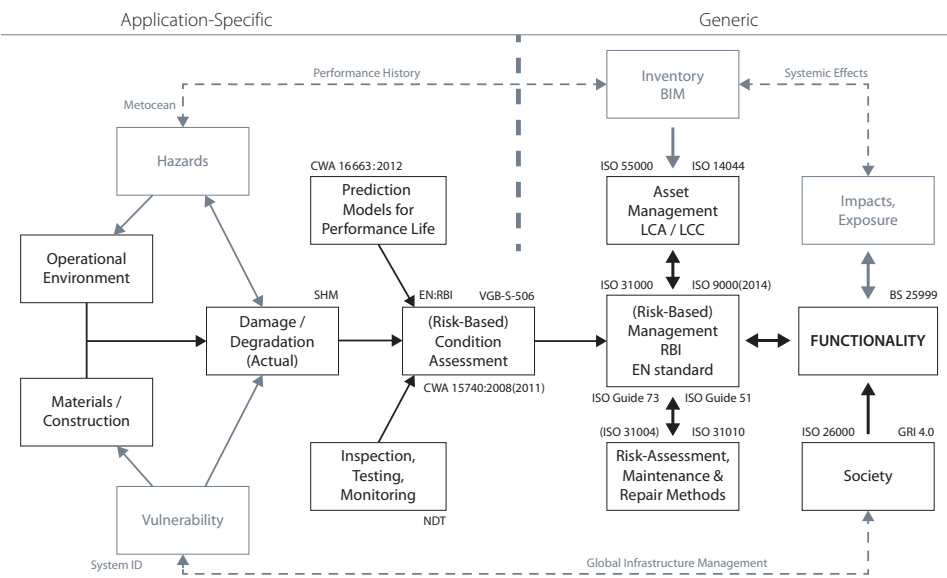 Application-Specific
Generic
Performance History
Systemic Effects
Inventory
BIM
Metocean
Hazards
CWA 16663:2012
Prediction
Models for
Performance Life
ISO 55000
ISO 14044
Asset
Management
LCA / LCC
Impacts,
Exposure
Operational
Environment
SHM
Damage /
Degradation
(Actual)
EN:RBI
VGB-S-506
(Risk-Based)
Condition
Assessment
CWA 15740:2008(2011)
ISO 31000
ISO 9000(2014)
(Risk-Based)
Management
RBI
EN standard
ISO Guide 73
ISO Guide 51
BS 25999
FUNCTIONALITY
Materials /
Construction
Inspection,
Testing,
Monitoring
NDT
(ISO 31004)
ISO 31010
Risk-Assessment,
Maintenance &
Repair Methods
ISO 26000
GRI 4.0
Society
Vulnerability
System ID
Global Infrastructure Management